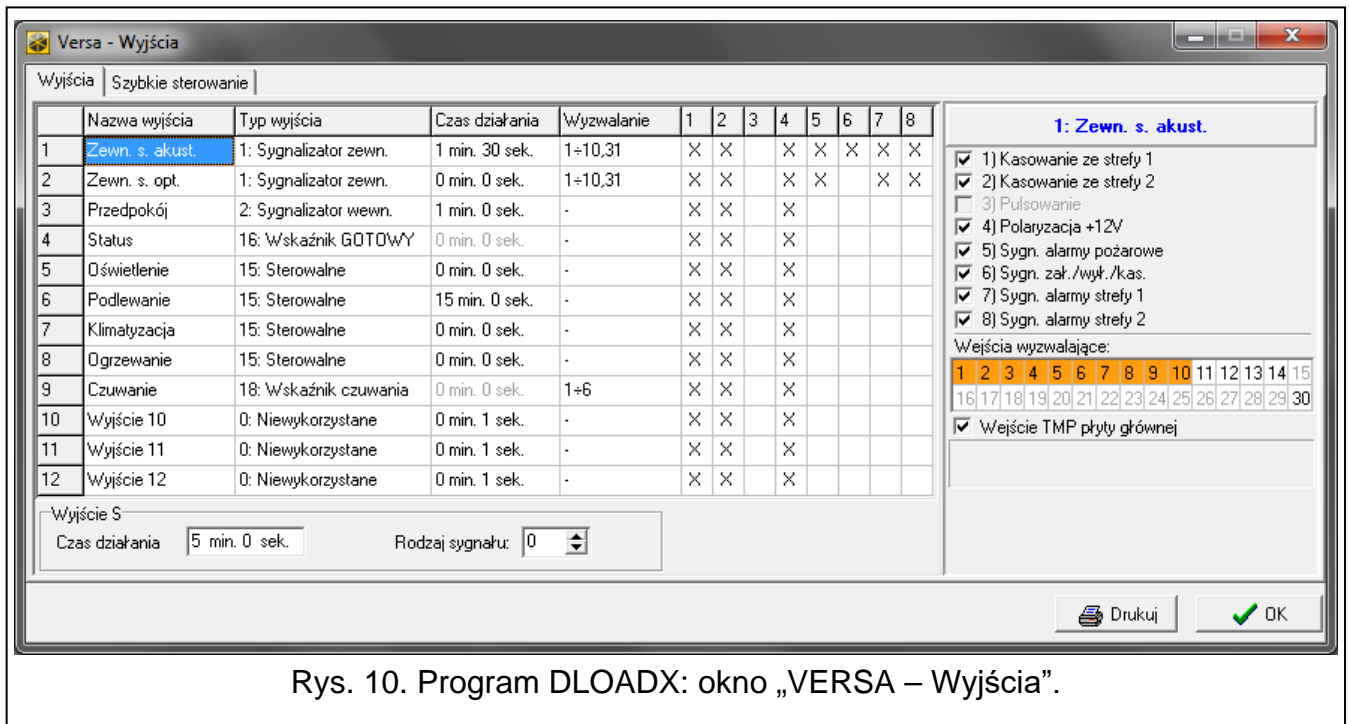 Versa - Wyjścia
Wyjścia Szybkie sterowanie
Nazwa wyjścia Typ wyjścia Czas działania Wyzwalanie 1 2 3 4 5 6 7 8
1 Zewn. s. akust. 1: Sygnalizator zewn. 1 min. 30 sek. 1÷10,31 X X X X X X X
2 Zewn. s. opt. 1: Sygnalizator zewn. 0 min. 0 sek. 1÷10,31 X X X X X X
3 Przedpokój 2: Sygnalizator wewn. 1 min. 0 sek. - X X X
4 Status 16: Wskaźnik GOTOWY 0 min. 0 sek. - X X X
5 Oświetlenie 15: Sterowalne 0 min. 0 sek. - X X X
6 Podlewanie 15: Sterowalne 15 min. 0 sek. - X X X
7 Klimatyzacja 15: Sterowalne 0 min. 0 sek. - X X X
8 Ogrzewanie 15: Sterowalne 0 min. 0 sek. - X X X
9 Czuwanie 18: Wskaźnik czuwania 0 min. 0 sek. 1÷6 X X X
10 Wyjście 10 0: Niewykorzystane 0 min. 1 sek. - X X X
11 Wyjście 11 0: Niewykorzystane 0 min. 1 sek. - X X X
12 Wyjście 12 0: Niewykorzystane 0 min. 1 sek. - X X X
Wyjście S
Czas działania 5 min. 0 sek. Rodzaj sygnału: 0
1: Zewn. s. akust.
1) Kasowanie ze strefy 1
2) Kasowanie ze strefy 2
3) Pulsowanie
4) Polaryzacja +12V
5) Sygn. alarmy pożarowe
6) Sygn. zał./wył./kas.
7) Sygn. alarmy strefy 1
8) Sygn. alarmy strefy 2
Wejścia wyzwalające:
1 2 3 4 5 6 7 8 9 10 11 12 13 14 15
16 17 18 19 20 21 22 23 24 25 26 27 28 29 30
Wejście TMP płyty głównej
Drukuj OK
Rys. 10. Program DLOADX: okno „VERSA – Wyjścia”.